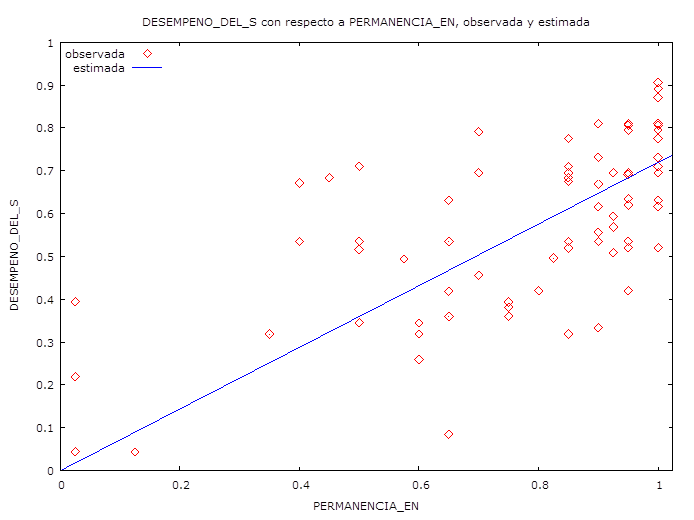 DESEMPENO_DEL_S con respecto a PERMANENCIA_EN, observada y estimada
observada
estimada
1
0.9
0.8
0.7
0.6
0.5
0.4
0.3
0.2
0.1
0
DESEMPENO_DEL_S
0 0.2 0.4 0.6 0.8 1
PERMANENCIA_EN